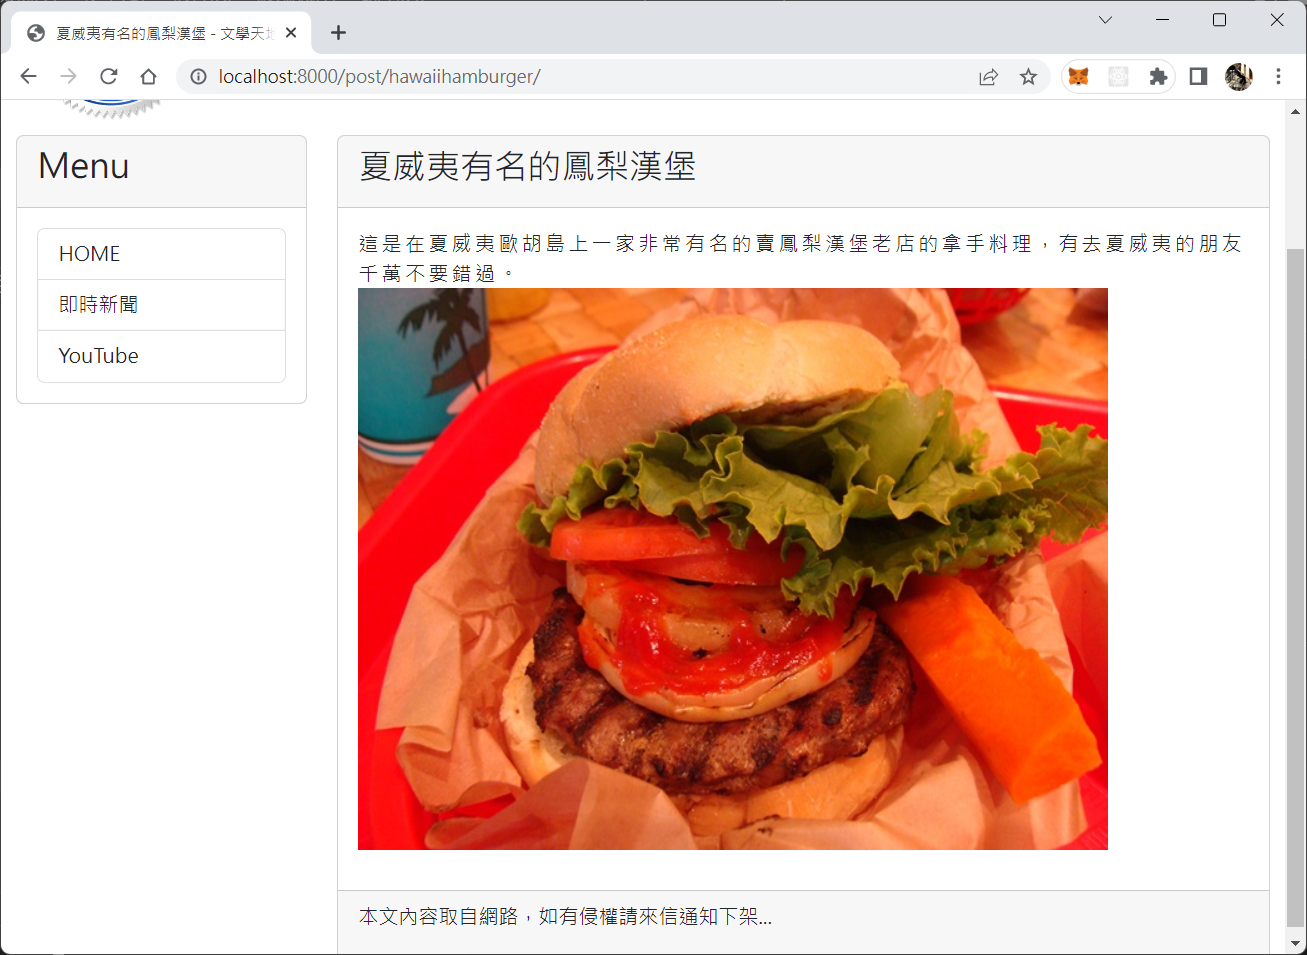 夏威夷有名的鳳梨漢堡 - 文學天地
localhost:8000/post/hawaiihamburger/
Menu
HOME
即時新聞
YouTube
夏威夷有名的鳳梨漢堡
這是在夏威夷歐胡島上一家非常有名的賣鳳梨漢堡老店的拿手料理，有去夏威夷的朋友
千萬不要錯過。
本文內容取自網路，如有侵權請來信通知下架...